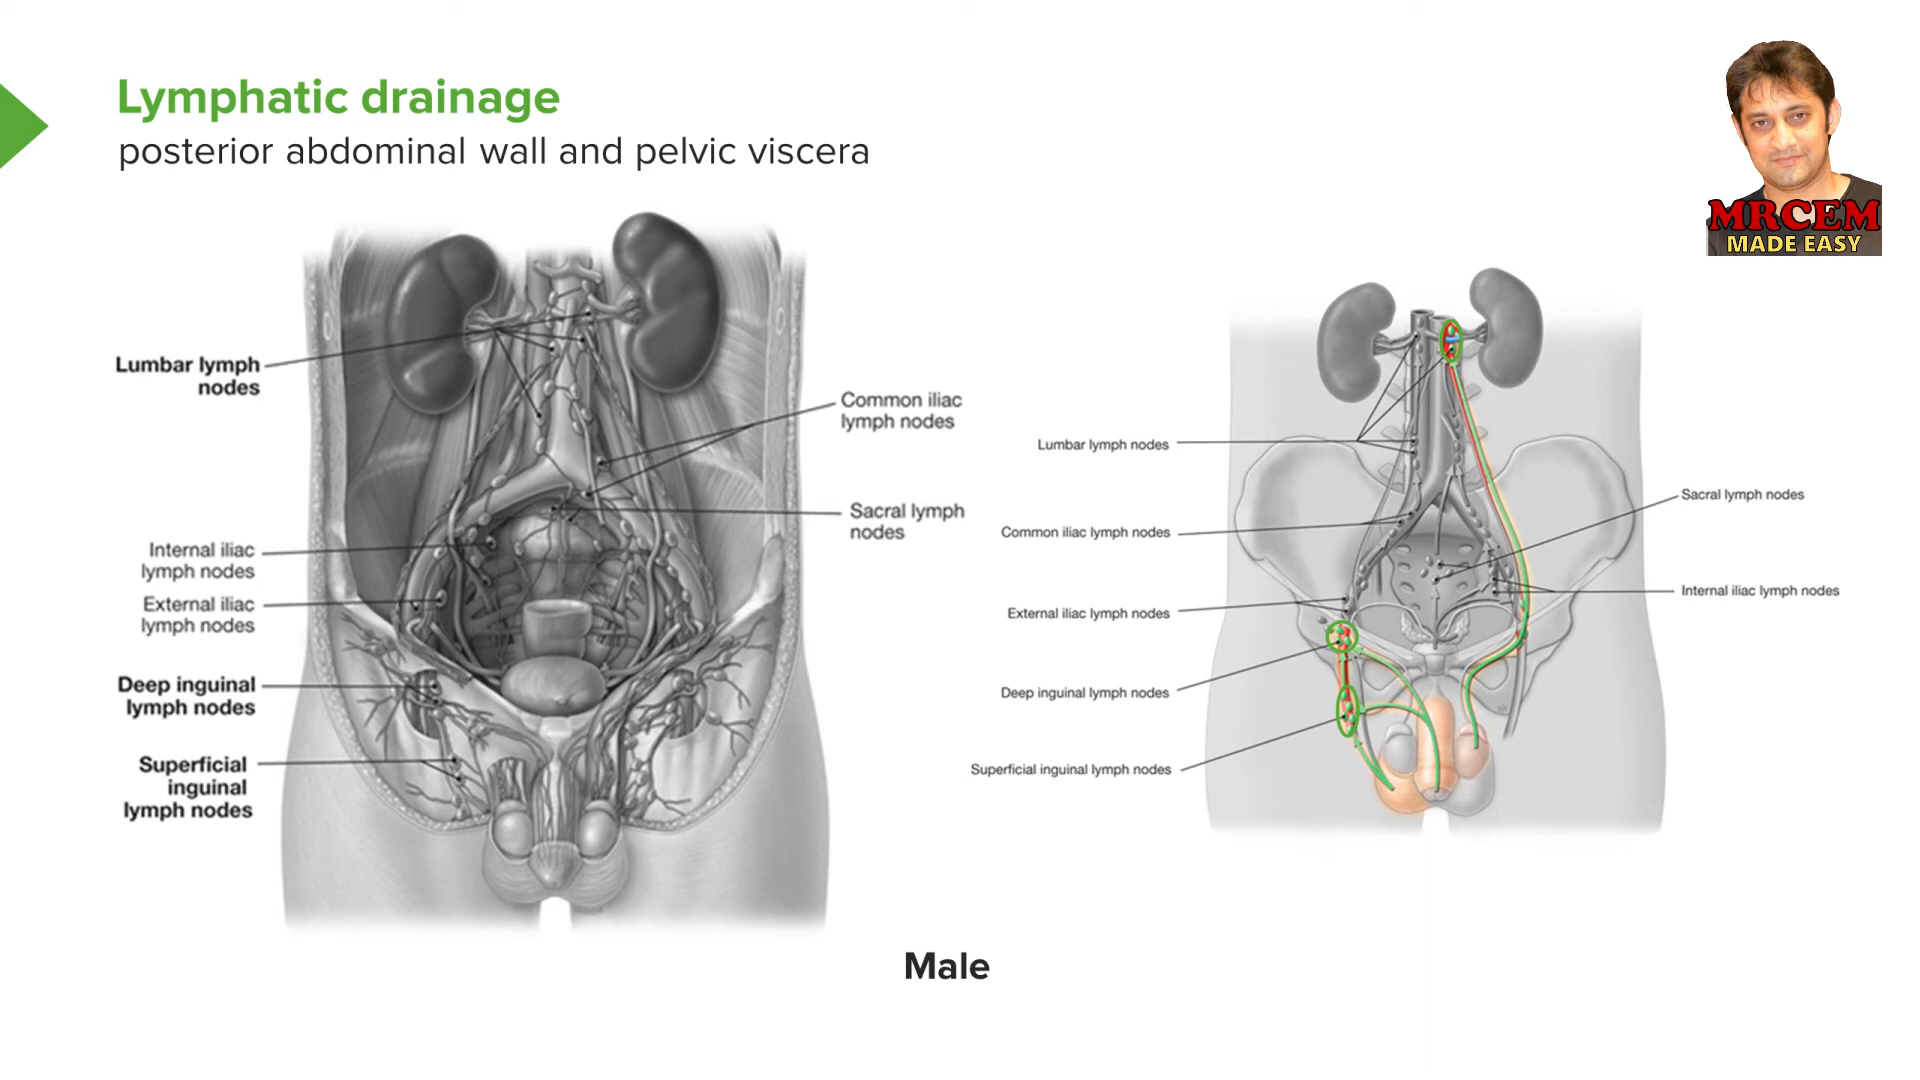 Lymphatic drainage
posterior abdominal wall and pelvic viscera
MRCEM
MADE EASY
Lumbar lymph
nodes
Common iliac
lymph nodes
Sacral lymph
nodes
Internal iliac
lymph nodes
External iliac
lymph nodes
Deep inguinal
lymph nodes
Superficial
inguinal
lymph nodes
Lumbar lymph nodes
Sacral lymph nodes
Common iliac lymph nodes
Internal iliac lymph nodes
External iliac lymph nodes
Deep inguinal lymph nodes
Superficial inguinal lymph nodes
Male